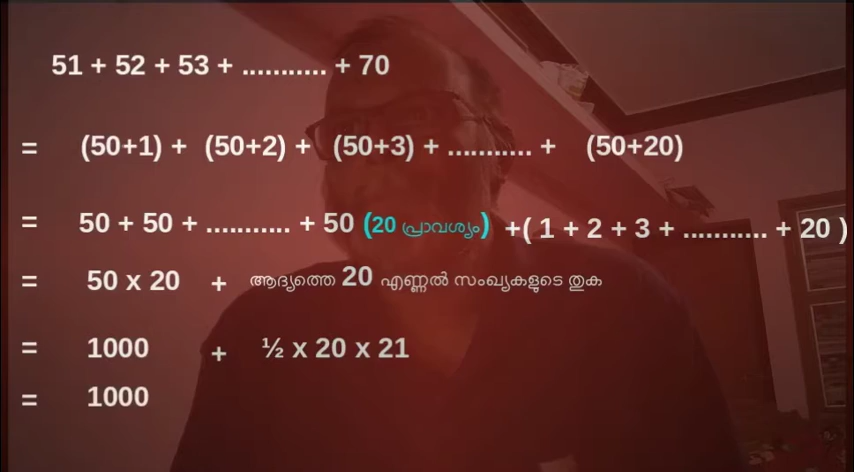 51 + 52 + 53 + ........... + 70
= (50+1) + (50+2) + (50+3) + ........... + (50+20)
= 50 + 50 + ........... + 50 (20 പ്രാവശ്യം) +( 1 + 2 + 3 + ........... + 20 )
= 50 x 20 + ആദ്യത്തെ 20 എണ്ണൽ സംഖ്യകളുടെ തുക
= 1000 + ½ x 20 x 21
= 1000